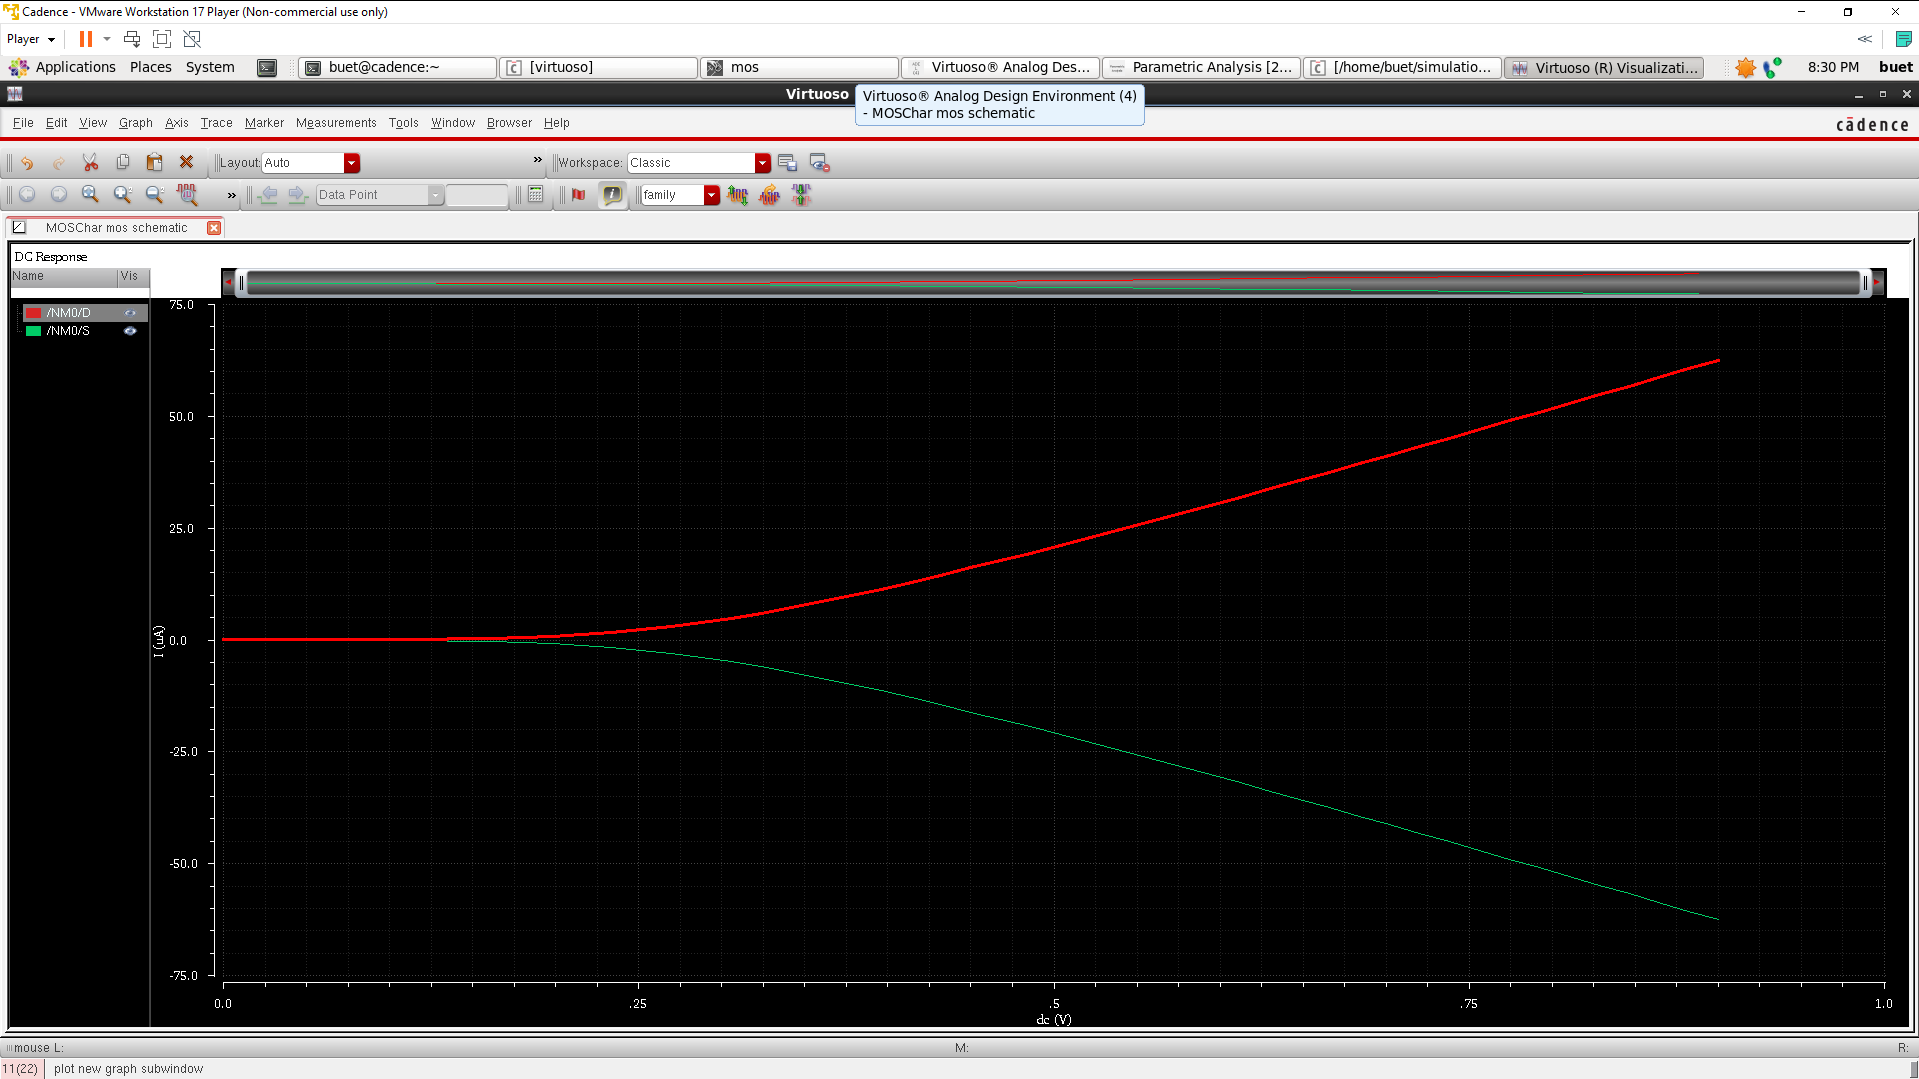 Cadence - VMware Workstation 17 Player (Non-commercial use only)
Player
Applications Places System buet@cadence:~ [virtuoso] mos Virtuoso® Analog Des... Parametric Analysis [2... [/home/buet/simulatio... Virtuoso (R) Visualizati... 8:30 PM buet
Virtuoso
Virtuoso® Analog Design Environment (4)
- MOSChar mos schematic
File Edit View Graph Axis Trace Marker Measurements Tools Window Browser Help
cādence
Layout: Auto » Workspace: Classic
» Data Point family
MOSChar mos schematic
DC Response
Name Vis
/NM0/D
/NM0/S
75.0
50.0
25.0
0.0
-25.0
-50.0
-75.0
I (uA)
0.0 .25 .5 .75 1.0
dc (V)
mouse L: M: R:
11(22) plot new graph subwindow